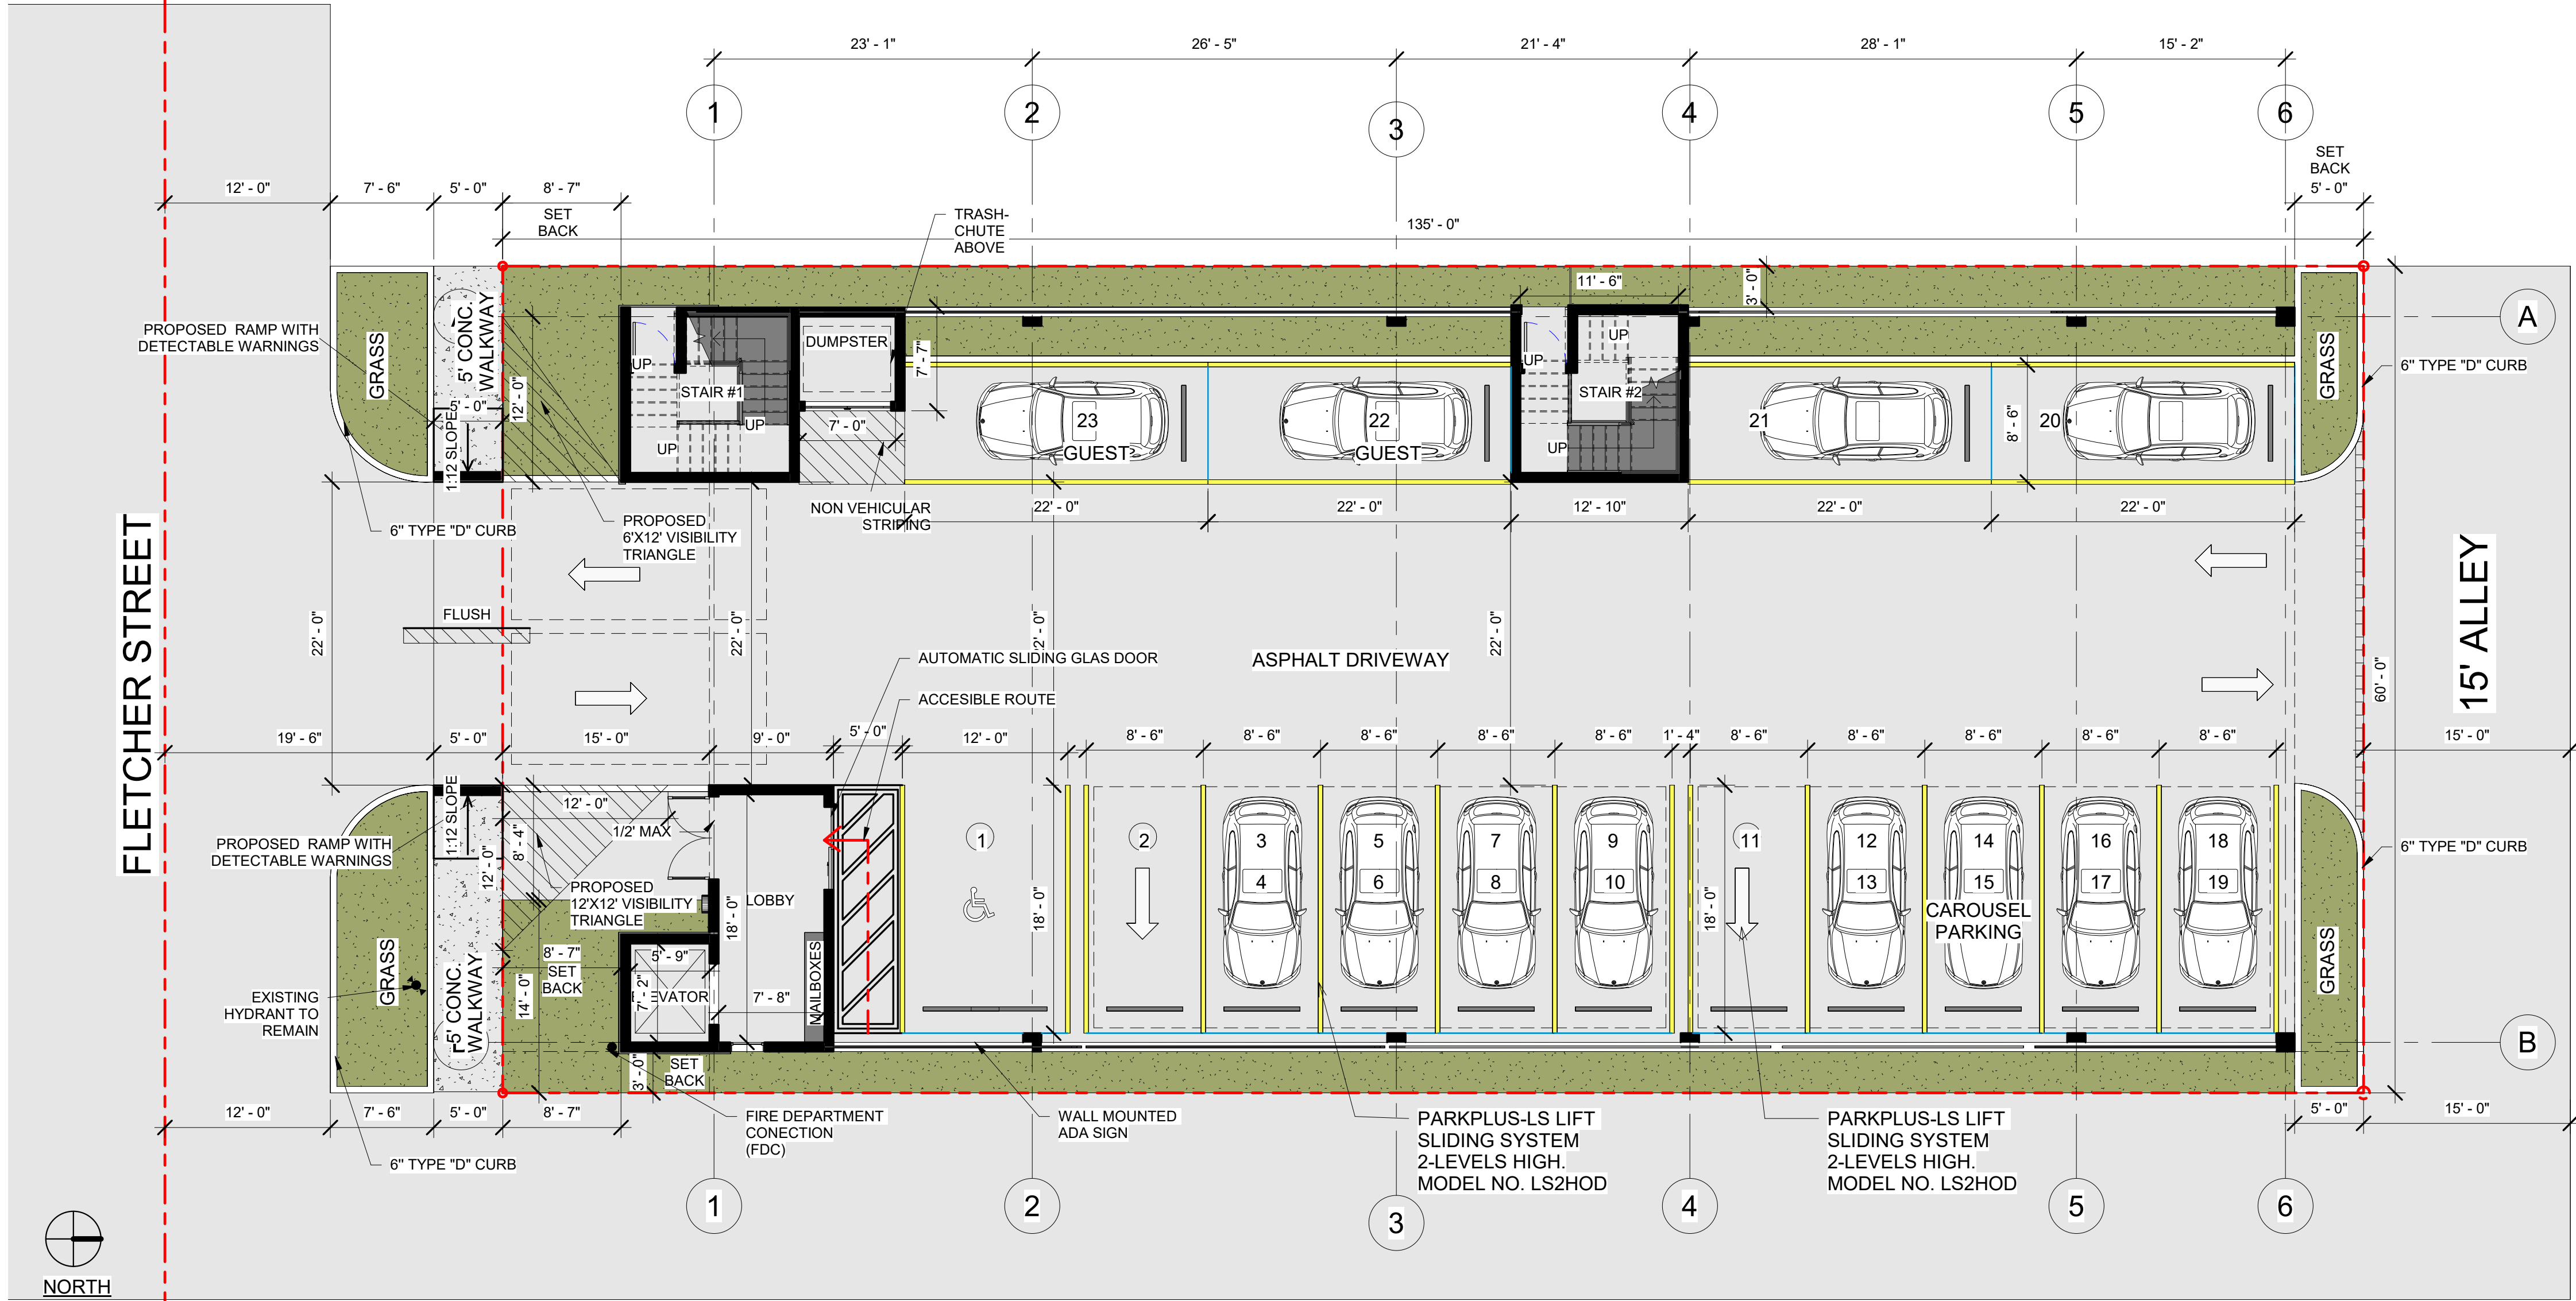 23' - 1"
26' - 5"
21' - 4"
28' - 1"
15' - 2"
1
2
3
4
5
6
SET
BACK
5' - 0"
12' - 0"
7' - 6"
5' - 0"
8' - 7"
SET
BACK
TRASH-
CHUTE
ABOVE
135' - 0"
11' - 6"
3' - 0"
A
PROPOSED RAMP WITH
DETECTABLE WARNINGS
GRASS
5' CONC.
WALKWAY
12' - 0"
1:12 SLOPE
UP
STAIR #1
UP
UP
DUMPSTER
7' - 7"
7' - 0"
23
GUEST
22
GUEST
UP
UP
STAIR #2
UP
21
20
8' - 6"
GRASS
6" TYPE "D" CURB
6" TYPE "D" CURB
PROPOSED
6'X12' VISIBILITY
TRIANGLE
NON VEHICULAR
STRIPING
22' - 0"
22' - 0"
12' - 10"
22' - 0"
22' - 0"
FLETCHER STREET
FLUSH
22' - 0"
22' - 0"
22' - 0"
AUTOMATIC SLIDING GLAS DOOR
ACCESIBLE ROUTE
ASPHALT DRIVEWAY
60' - 0"
15' ALLEY
19' - 6"
5' - 0"
15' - 0"
9' - 0"
5' - 0"
12' - 0"
8' - 6"
8' - 6"
8' - 6"
8' - 6"
8' - 6"
1' - 4"
8' - 6"
8' - 6"
8' - 6"
8' - 6"
8' - 6"
15' - 0"
PROPOSED RAMP WITH
DETECTABLE WARNINGS
1:12 SLOPE
12' - 0"
8' - 4"
12' - 0"
1/2' MAX
PROPOSED
12'X12' VISIBILITY
TRIANGLE
18' - 0"
LOBBY
1
2
3
4
5
6
7
8
9
10
11
12
13
14
15
16
17
18
19
18' - 0"
18' - 0"
CAROUSEL
PARKING
GRASS
6" TYPE "D" CURB
EXISTING
HYDRANT TO
REMAIN
GRASS
5' CONC.
WALKWAY
14' - 0"
8' - 7"
SET
BACK
5' - 9"
7' - 2"
7' - 8"
MAILBOXES
B
3' - 0"
SET
BACK
12' - 0"
7' - 6"
5' - 0"
8' - 7"
6" TYPE "D" CURB
FIRE DEPARTMENT
CONECTION
(FDC)
WALL MOUNTED
ADA SIGN
PARKPLUS-LS LIFT
SLIDING SYSTEM
2-LEVELS HIGH.
MODEL NO. LS2HOD
PARKPLUS-LS LIFT
SLIDING SYSTEM
2-LEVELS HIGH.
MODEL NO. LS2HOD
5' - 0"
15' - 0"
1
2
3
4
5
6
NORTH